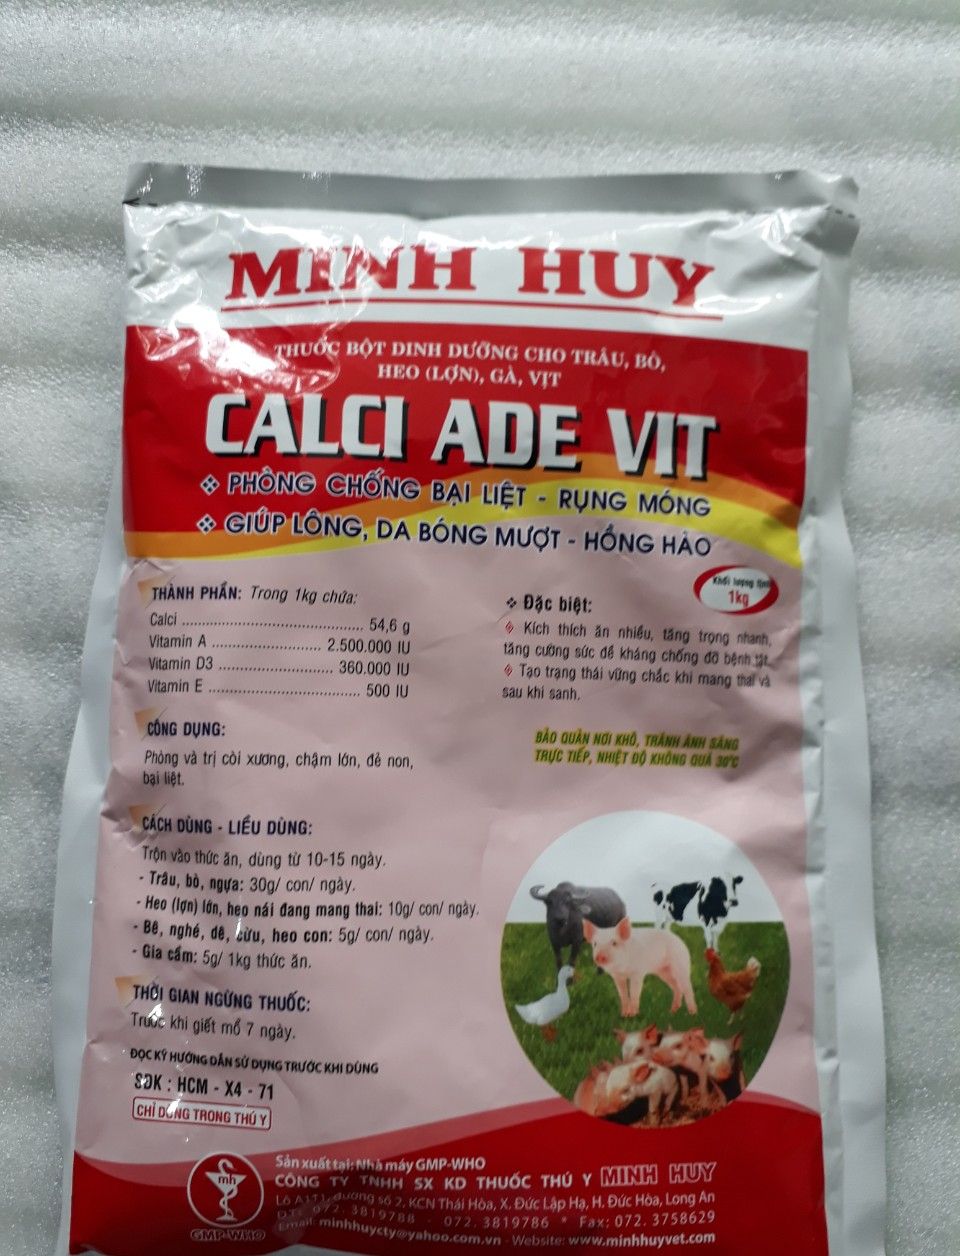 MINH HUY
THUỐC BỘT DINH DƯỠNG CHO TRÂU, BÒ,
HEO (LỢN), GÀ, VỊT
CALCI ADE VIT
❖ PHÒNG CHỐNG BẠI LIỆT - RỤNG MÓNG
❖ GIÚP LÔNG, DA BÓNG MƯỢT - HỒNG HÀO
Khối lượng tịnh
1kg
THÀNH PHẦN: Trong 1kg chứa:
Calci .............................................. 54,6 g
Vitamin A ........................... 2.500.000 IU
Vitamin D3 ............................ 360.000 IU
Vitamin E ..................................... 500 IU
CÔNG DỤNG:
Phòng và trị còi xương, chậm lớn, đẻ non,
bại liệt.
CÁCH DÙNG - LIỀU DÙNG:
Trộn vào thức ăn, dùng từ 10-15 ngày.
- Trâu, bò, ngựa: 30g/ con/ ngày.
- Heo (lợn) lớn, heo nái đang mang thai: 10g/ con/ ngày.
- Bê, nghé, dê, cừu, heo con: 5g/ con/ ngày.
- Gia cầm: 5g/ 1kg thức ăn.
THỜI GIAN NGỪNG THUỐC:
Trước khi giết mổ 7 ngày.
ĐỌC KỸ HƯỚNG DẪN SỬ DỤNG TRƯỚC KHI DÙNG
SĐK : HCM - X4 - 71
CHỈ DÙNG TRONG THÚ Y
❖ Đặc biệt:
Kích thích ăn nhiều, tăng trọng nhanh,
tăng cường sức đề kháng chống đỡ bệnh tật.
Tạo trạng thái vững chắc khi mang thai và
sau khi sanh.
BẢO QUẢN NƠI KHÔ, TRÁNH ÁNH SÁNG
TRỰC TIẾP, NHIỆT ĐỘ KHÔNG QUÁ 30°C
mh
GMP-WHO
Sản xuất tại: Nhà máy GMP-WHO
CÔNG TY TNHH SX KD THUỐC THÚ Y MINH HUY
Lô A111, đường số 2, KCN Thái Hòa, X. Đức Lập Hạ, H. Đức Hòa, Long An
ĐT: 072. 3819788 - 072. 3819786 * Fax: 072. 3758629
Email: minhhuycty@yahoo.com.vn - Website: www.minhhuyvet.com